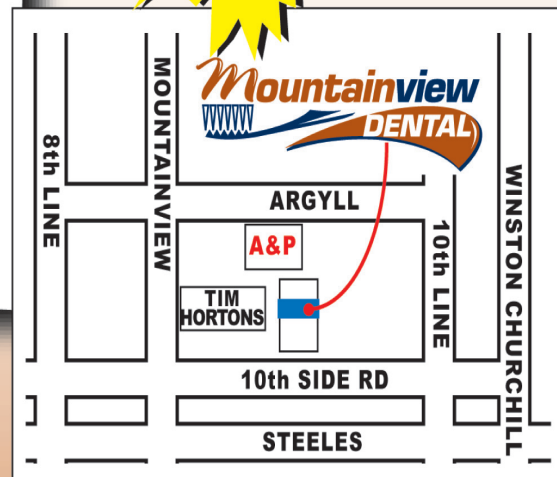 Mountainview
DENTAL
8th LINE
MOUNTAINVIEW
ARGYLL
A&P
TIM
HORTONS
10th LINE
WINSTON CHURCHILL
10th SIDE RD
STEELES